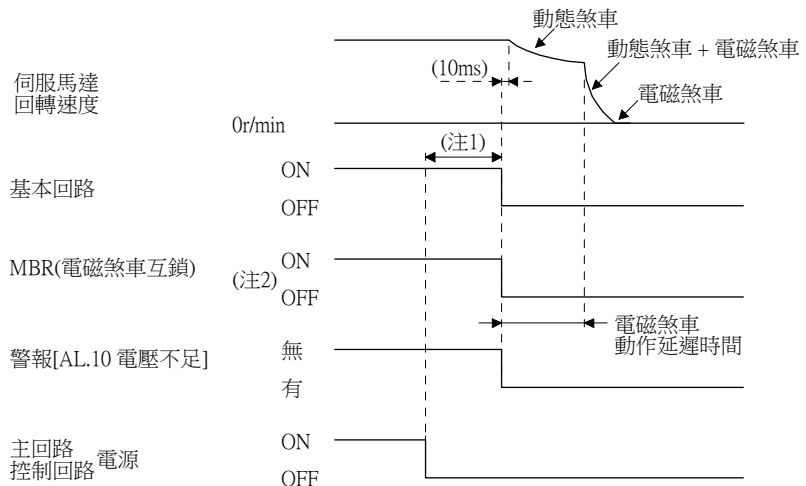 動態煞車
動態煞車 + 電磁煞車
(10ms)
電磁煞車
伺服馬達
回轉速度
0r/min
(注1)
基本回路
ON
OFF
MBR(電磁煞車互鎖)
(注2)
ON
OFF
電磁煞車
動作延遲時間
警報[AL.10 電壓不足]
無
有
主回路
控制回路
電源
ON
OFF